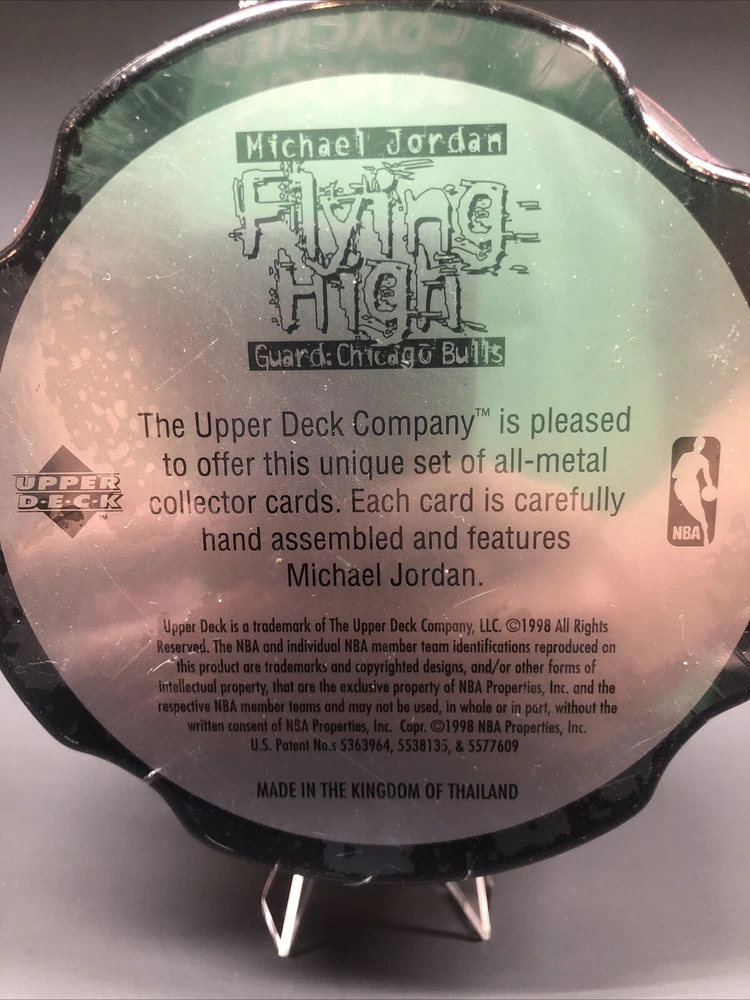 Michael Jordan
Flying
High
Guard: Chicago Bulls
The Upper Deck Company™ is pleased
to offer this unique set of all-metal
collector cards. Each card is carefully
hand assembled and features
Michael Jordan.
UPPER
D·E·C·K
™
NBA
Upper Deck is a trademark of The Upper Deck Company, LLC. ©1998 All Rights
Reserved. The NBA and individual NBA member team identifications reproduced on
this product are trademarks and copyrighted designs, and/or other forms of
intellectual property, that are the exclusive property of NBA Properties, Inc. and the
respective NBA member teams and may not be used, in whole or in part, without the
written consent of NBA Properties, Inc. Copr. ©1998 NBA Properties, Inc.
U.S. Patent No.s 5363964, 5538135, & 5577609
MADE IN THE KINGDOM OF THAILAND